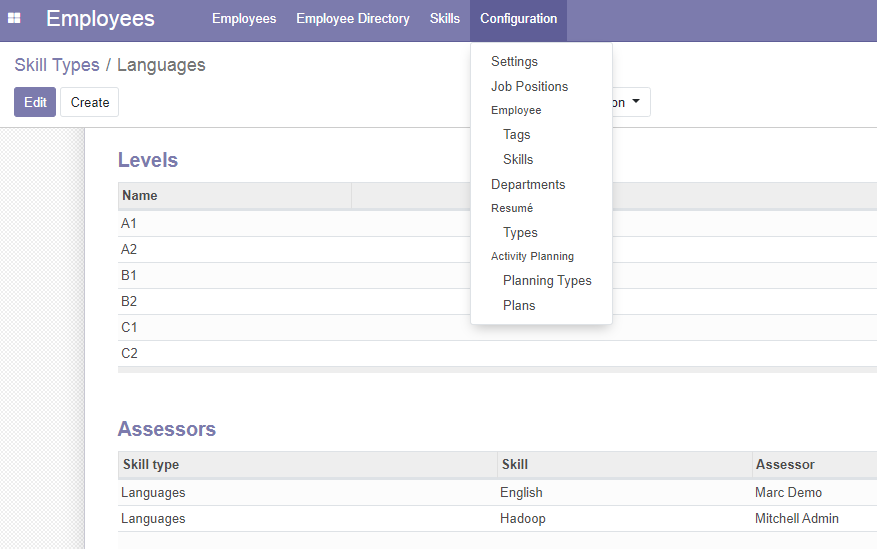 Employees Employees Employee Directory Skills Configuration
Skill Types / Languages
Edit Create on
Settings
Job Positions
Employee
Tags
Skills
Departments
Resumé
Types
Activity Planning
Planning Types
Plans
Levels
Name
A1
A2
B1
B2
C1
C2
Assessors
Skill type Skill Assessor
Languages English Marc Demo
Languages Hadoop Mitchell Admin